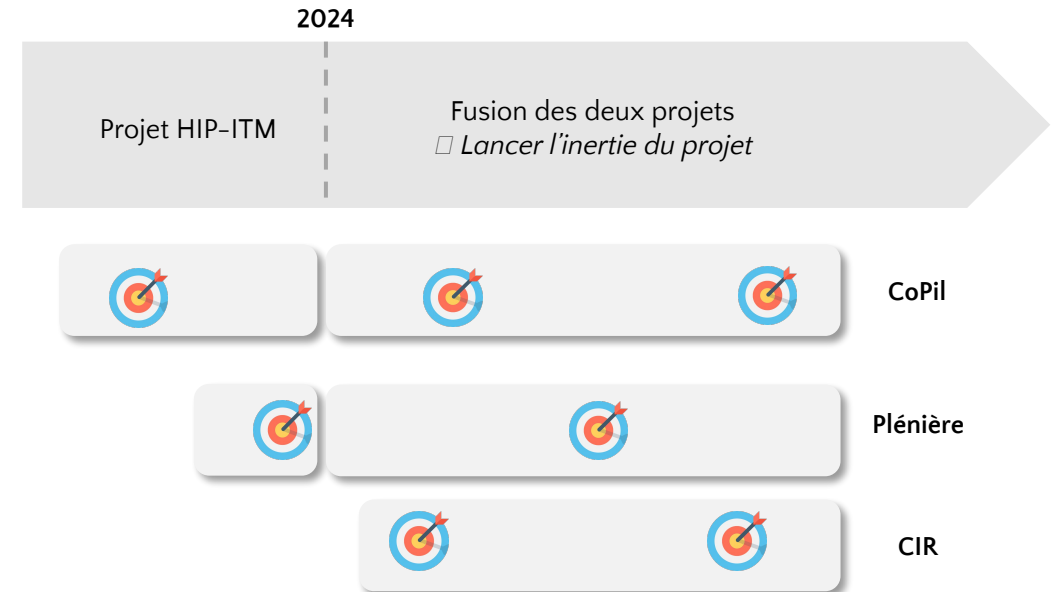 2024
Projet HIP-ITM
Fusion des deux projets
□ Lancer l'inertie du projet
CoPil
Plénière
CIR